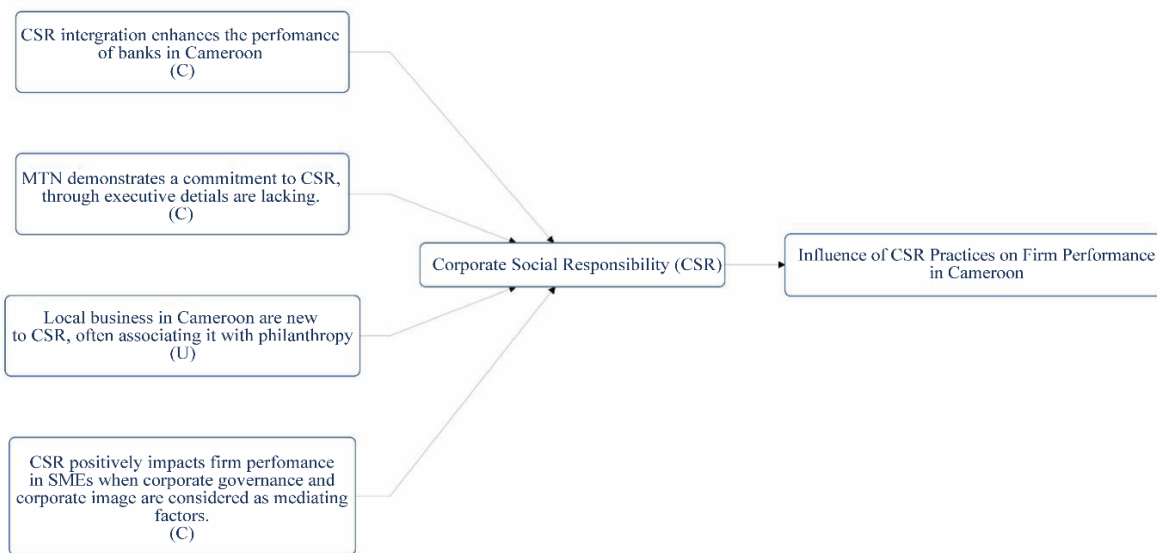 CSR intergration enhances the perfomance
of banks in Cameroon
(C)
MTN demonstrates a commitment to CSR,
through executive detials are lacking.
(C)
Local business in Cameroon are new
to CSR, often associating it with philanthropy
(U)
CSR positively impacts firm perfomance
in SMEs when corporate governance and
corporate image are considered as mediating
factors.
(C)
Corporate Social Responsibility (CSR)
Influence of CSR Practices on Firm Performance
in Cameroon